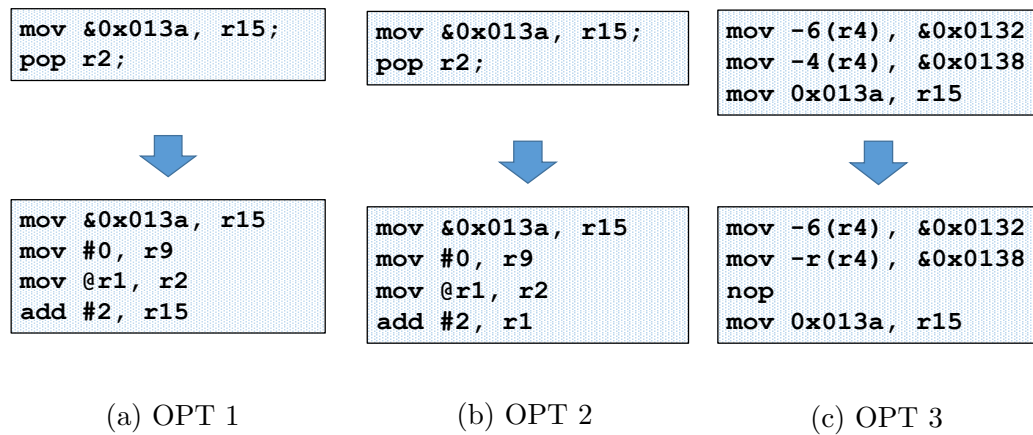 mov &0x013a, r15;
pop r2;
mov &0x013a, r15
mov #0, r9
mov @r1, r2
add #2, r15
(a) OPT 1
mov &0x013a, r15;
pop r2;
mov &0x013a, r15
mov #0, r9
mov @r1, r2
add #2, r1
(b) OPT 2
mov -6(r4), &0x0132
mov -4(r4), &0x0138
mov 0x013a, r15
mov -6(r4), &0x0132
mov -r(r4), &0x0138
nop
mov 0x013a, r15
(c) OPT 3